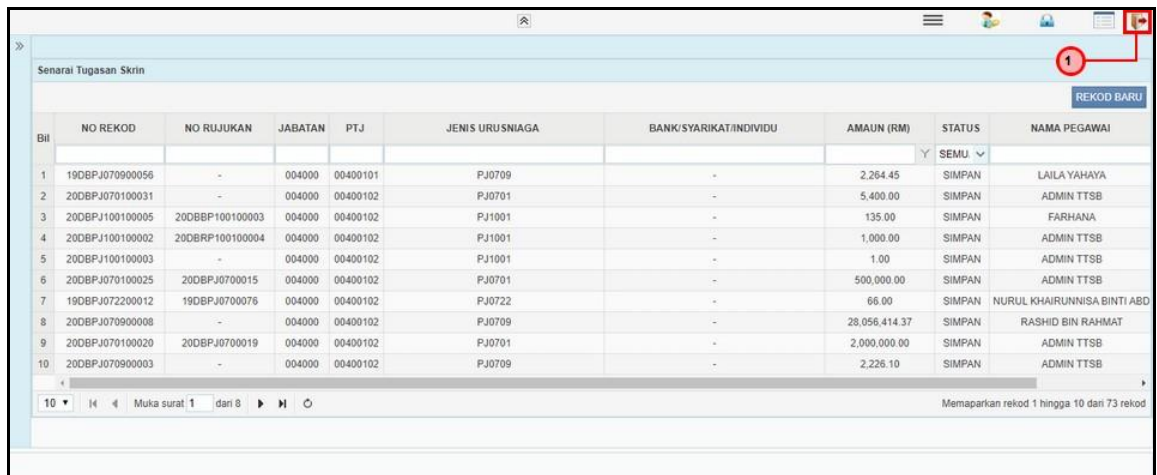 1
Senarai Tugasan Skrin
REKOD BARU
Bil NO REKOD NO RUJUKAN JABATAN PTJ JENIS URUSNIAGA BANK/SYARIKAT/INDIVIDU AMAUN (RM) STATUS NAMA PEGAWAI
SEMU
1 19DBPJ070900056 - 004000 00400101 PJ0709 - 2,264.45 SIMPAN LAILA YAHAYA
2 20DBPJ070100031 - 004000 00400102 PJ0701 - 5,400.00 SIMPAN ADMIN TTSB
3 20DBPJ100100005 20DBBP100100003 004000 00400102 PJ1001 - 135.00 SIMPAN FARHANA
4 20DBPJ100100002 20DBRP100100004 004000 00400102 PJ1001 - 1,000.00 SIMPAN ADMIN TTSB
5 20DBPJ100100003 - 004000 00400102 PJ1001 - 1.00 SIMPAN ADMIN TTSB
6 20DBPJ070100025 20DBPJ0700015 004000 00400102 PJ0701 - 500,000.00 SIMPAN ADMIN TTSB
7 19DBPJ072200012 19DBPJ0700076 004000 00400102 PJ0722 - 66.00 SIMPAN NURUL KHAIRUNNISA BINTI ABD
8 20DBPJ070900008 - 004000 00400102 PJ0709 - 28,056,414.37 SIMPAN RASHID BIN RAHMAT
9 20DBPJ070100020 20DBPJ0700019 004000 00400102 PJ0701 - 2,000,000.00 SIMPAN ADMIN TTSB
10 20DBPJ070900003 - 004000 00400102 PJ0709 - 2,226.10 SIMPAN ADMIN TTSB
10 Muka surat 1 dari 8 Memaparkan rekod 1 hingga 10 dari 73 rekod